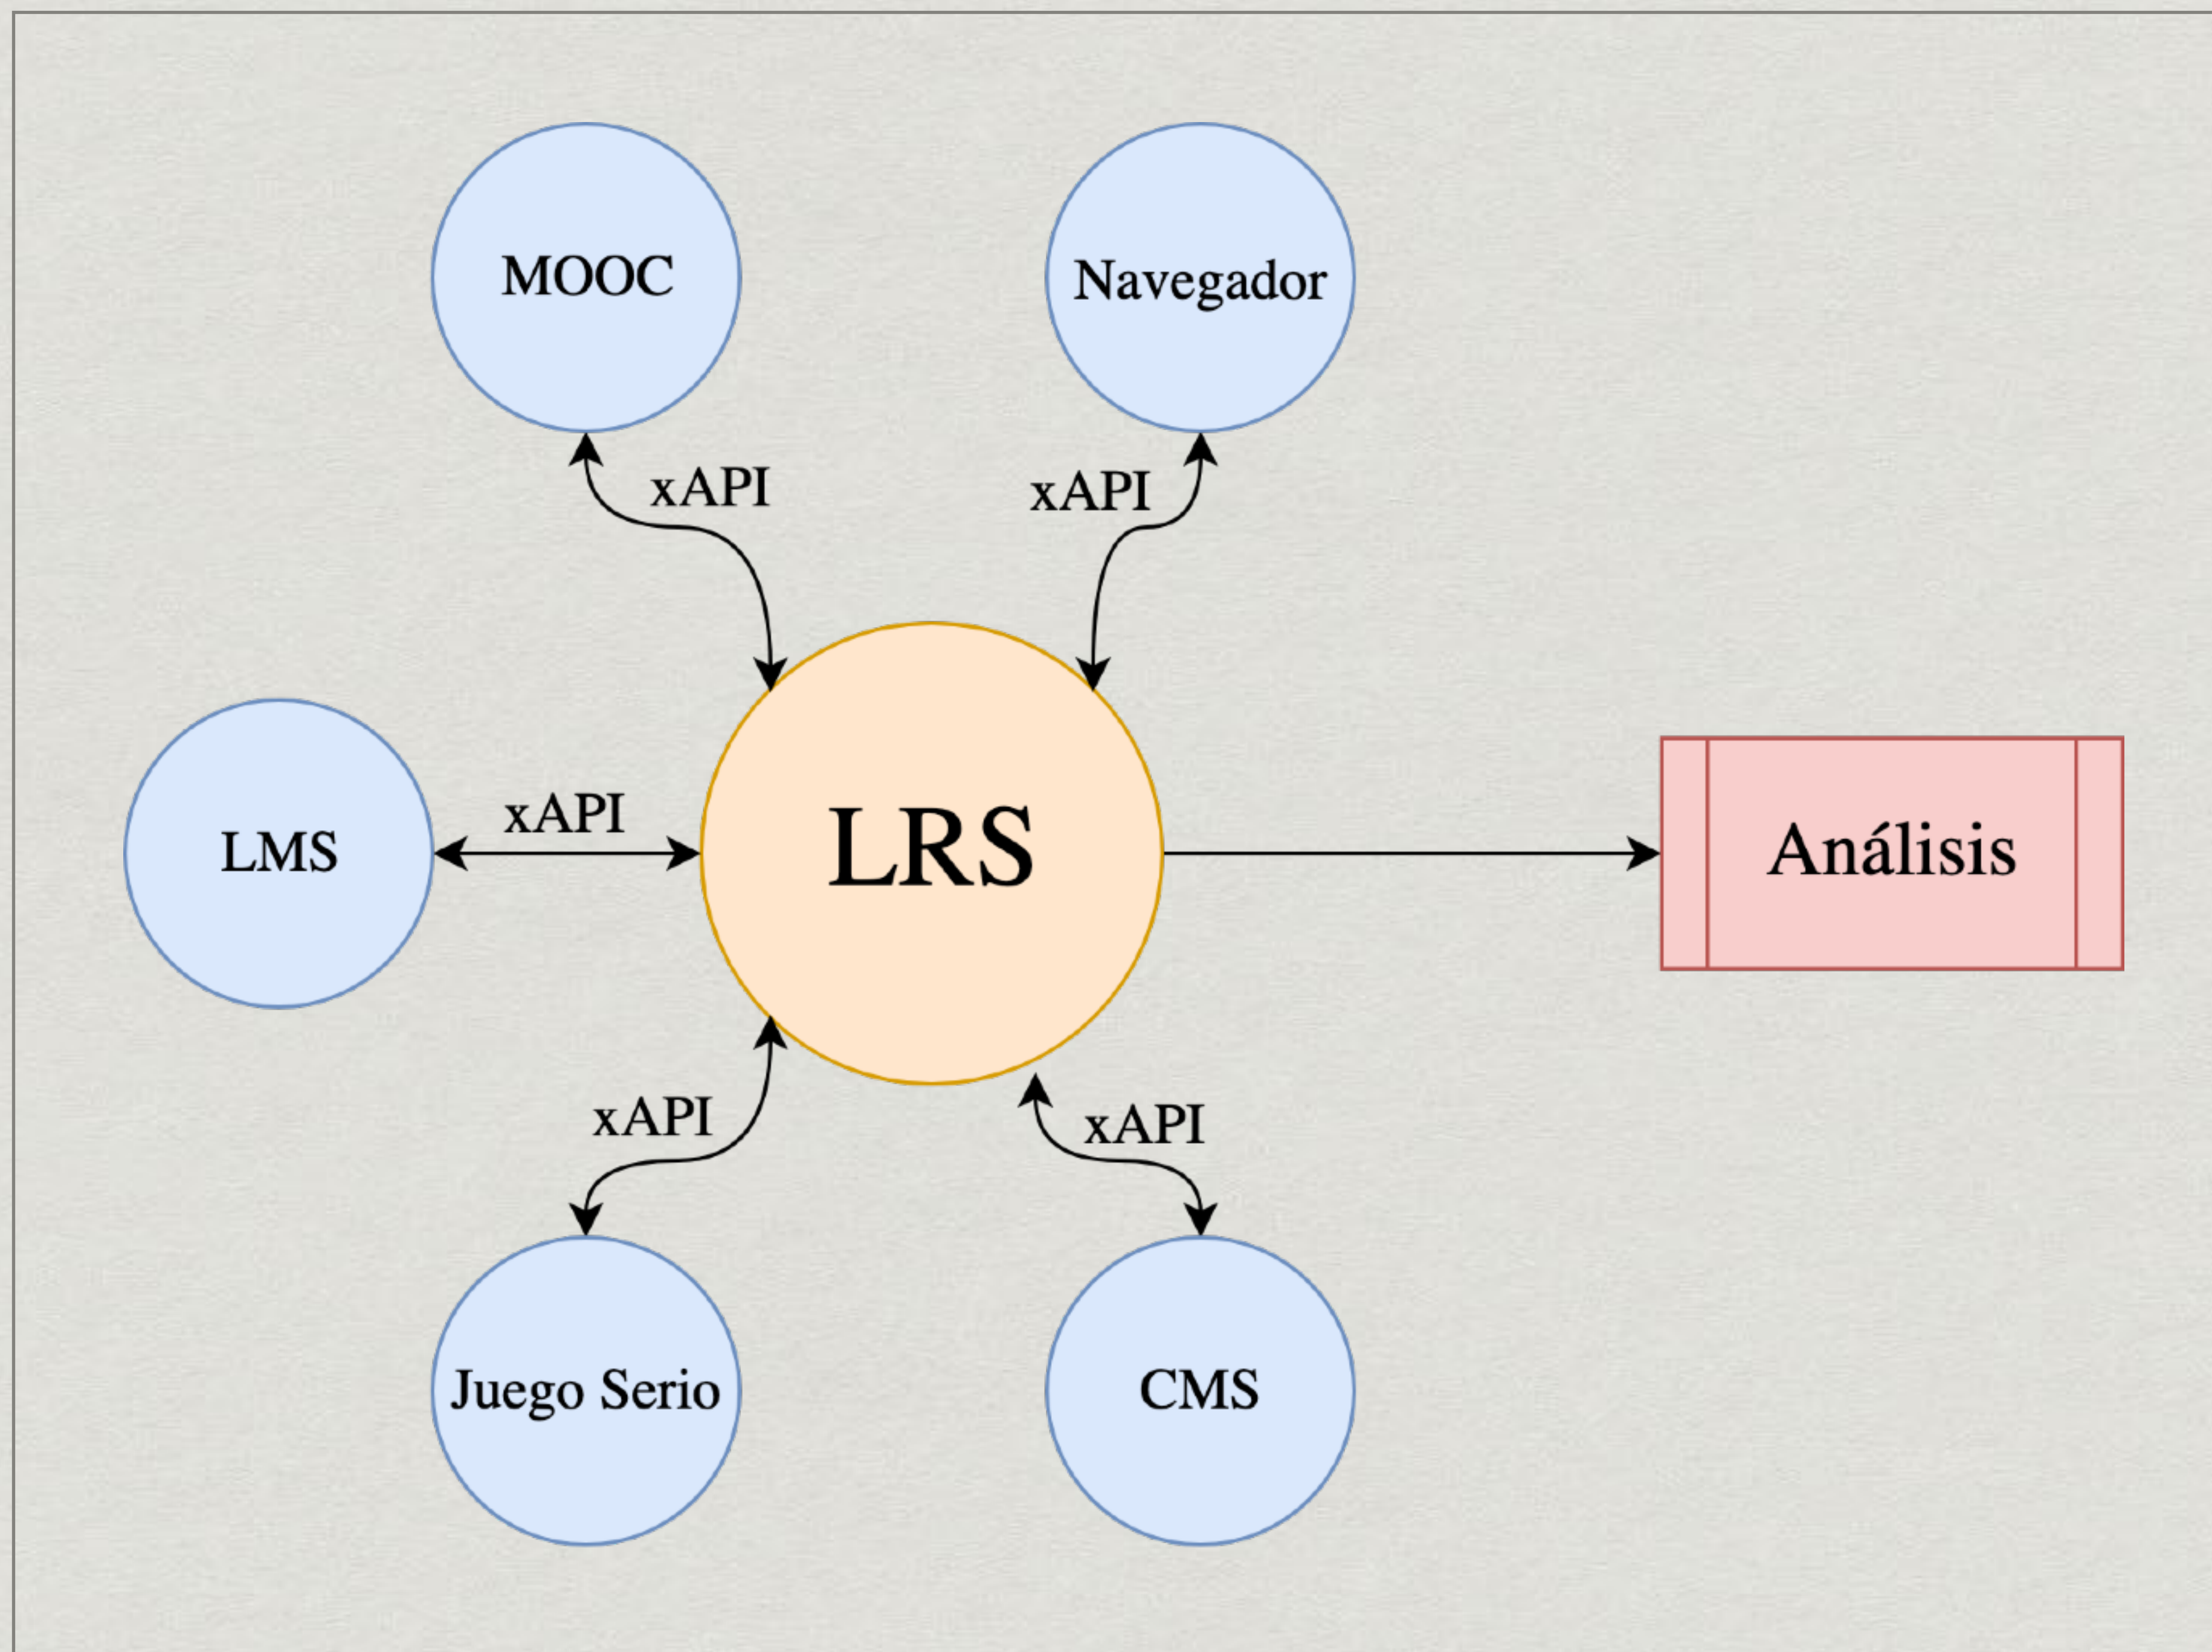 MOOC
Navegador
xAPI
xAPI
LMS
xAPI
LRS
Análisis
xAPI
xAPI
Juego Serio
CMS